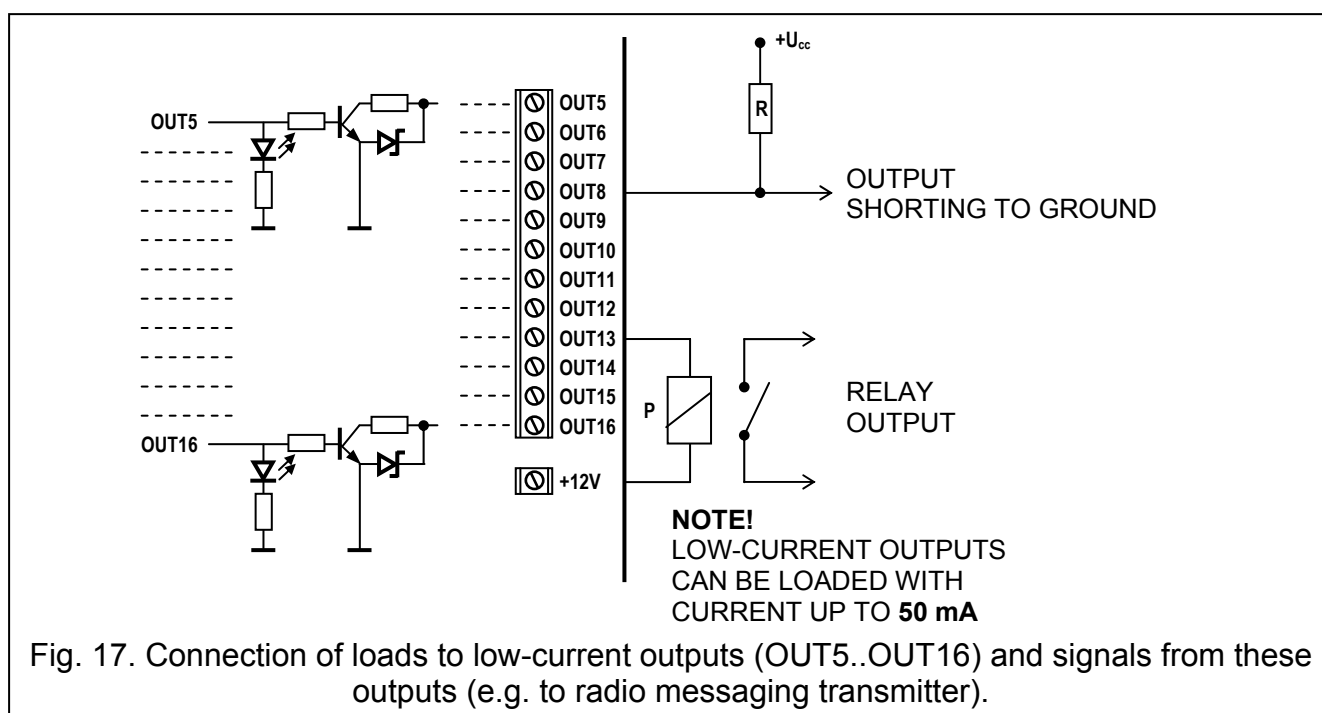 +Ucc
OUT5
OUT16
OUT5
OUT6
OUT7
OUT8
OUT9
OUT10
OUT11
OUT12
OUT13
OUT14
OUT15
OUT16
+12V
R
OUTPUT
SHORTING TO GROUND
P
RELAY
OUTPUT
NOTE!
LOW-CURRENT OUTPUTS
CAN BE LOADED WITH
CURRENT UP TO 50 mA
Fig. 17. Connection of loads to low-current outputs (OUT5..OUT16) and signals from these
outputs (e.g. to radio messaging transmitter).